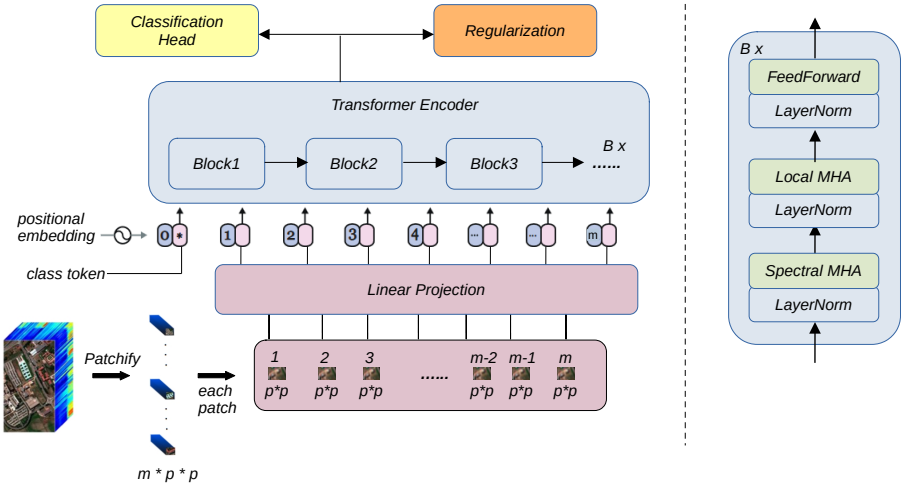 Classification
Head
Regularization
Transformer Encoder
Block1
Block2
Block3
B x
......
positional
embedding
0 *
1
2
3
4
...
...
m
class token
Linear Projection
Patchify
each
patch
1 2 3 m-2 m-1 m
......
p*p p*p p*p p*p p*p p*p
m * p * p
B x
FeedForward
LayerNorm
Local MHA
LayerNorm
Spectral MHA
LayerNorm